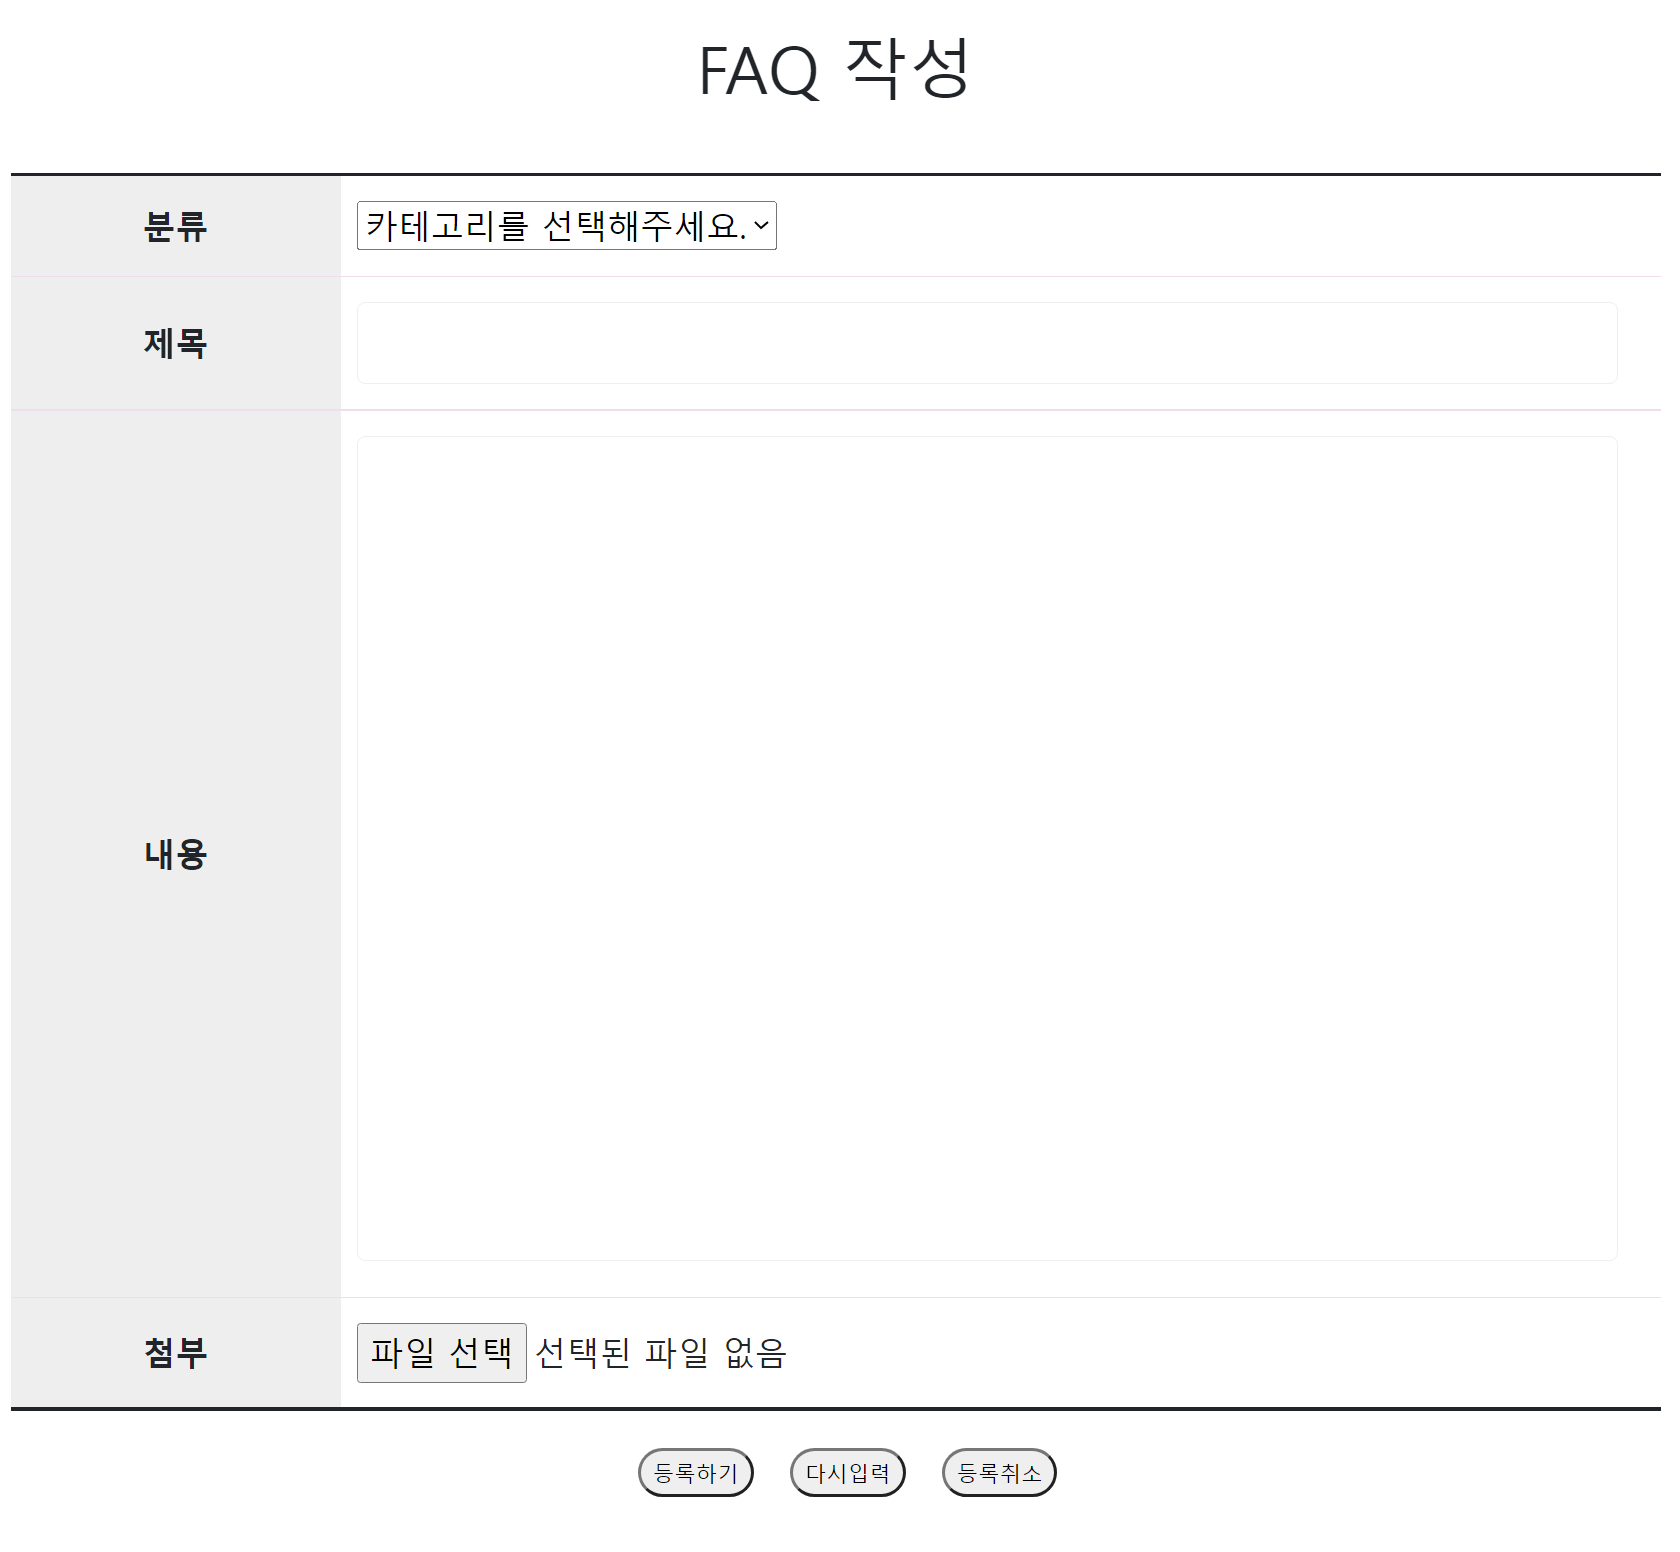 FAQ 작성
분류 카테고리를 선택해주세요.
제목
내용
첨부 파일 선택 선택된 파일 없음
등록하기 다시입력 등록취소